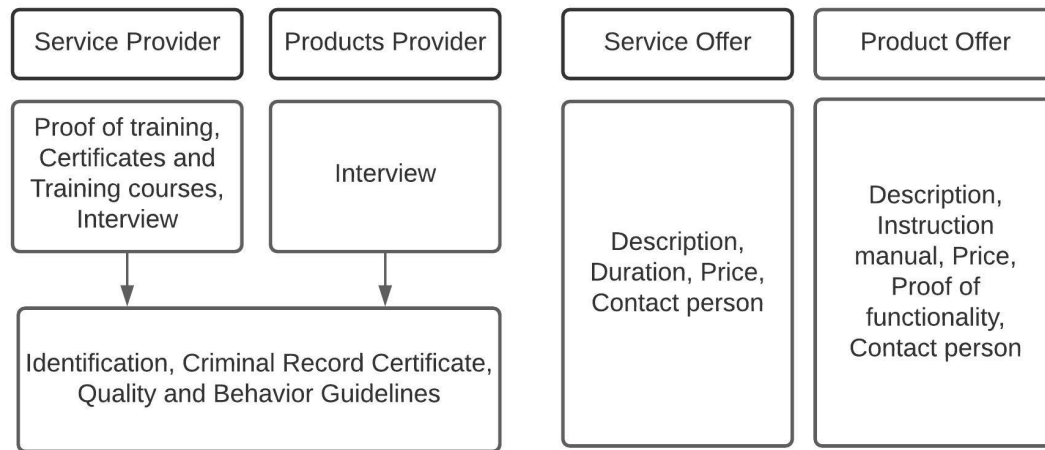 Service Provider
Products Provider
Service Offer
Product Offer
Proof of training,
Certificates and
Training courses,
Interview
Interview
Description,
Duration, Price,
Contact person
Description,
Instruction
manual, Price,
Proof of
functionality,
Contact person
Identification, Criminal Record Certificate,
Quality and Behavior Guidelines